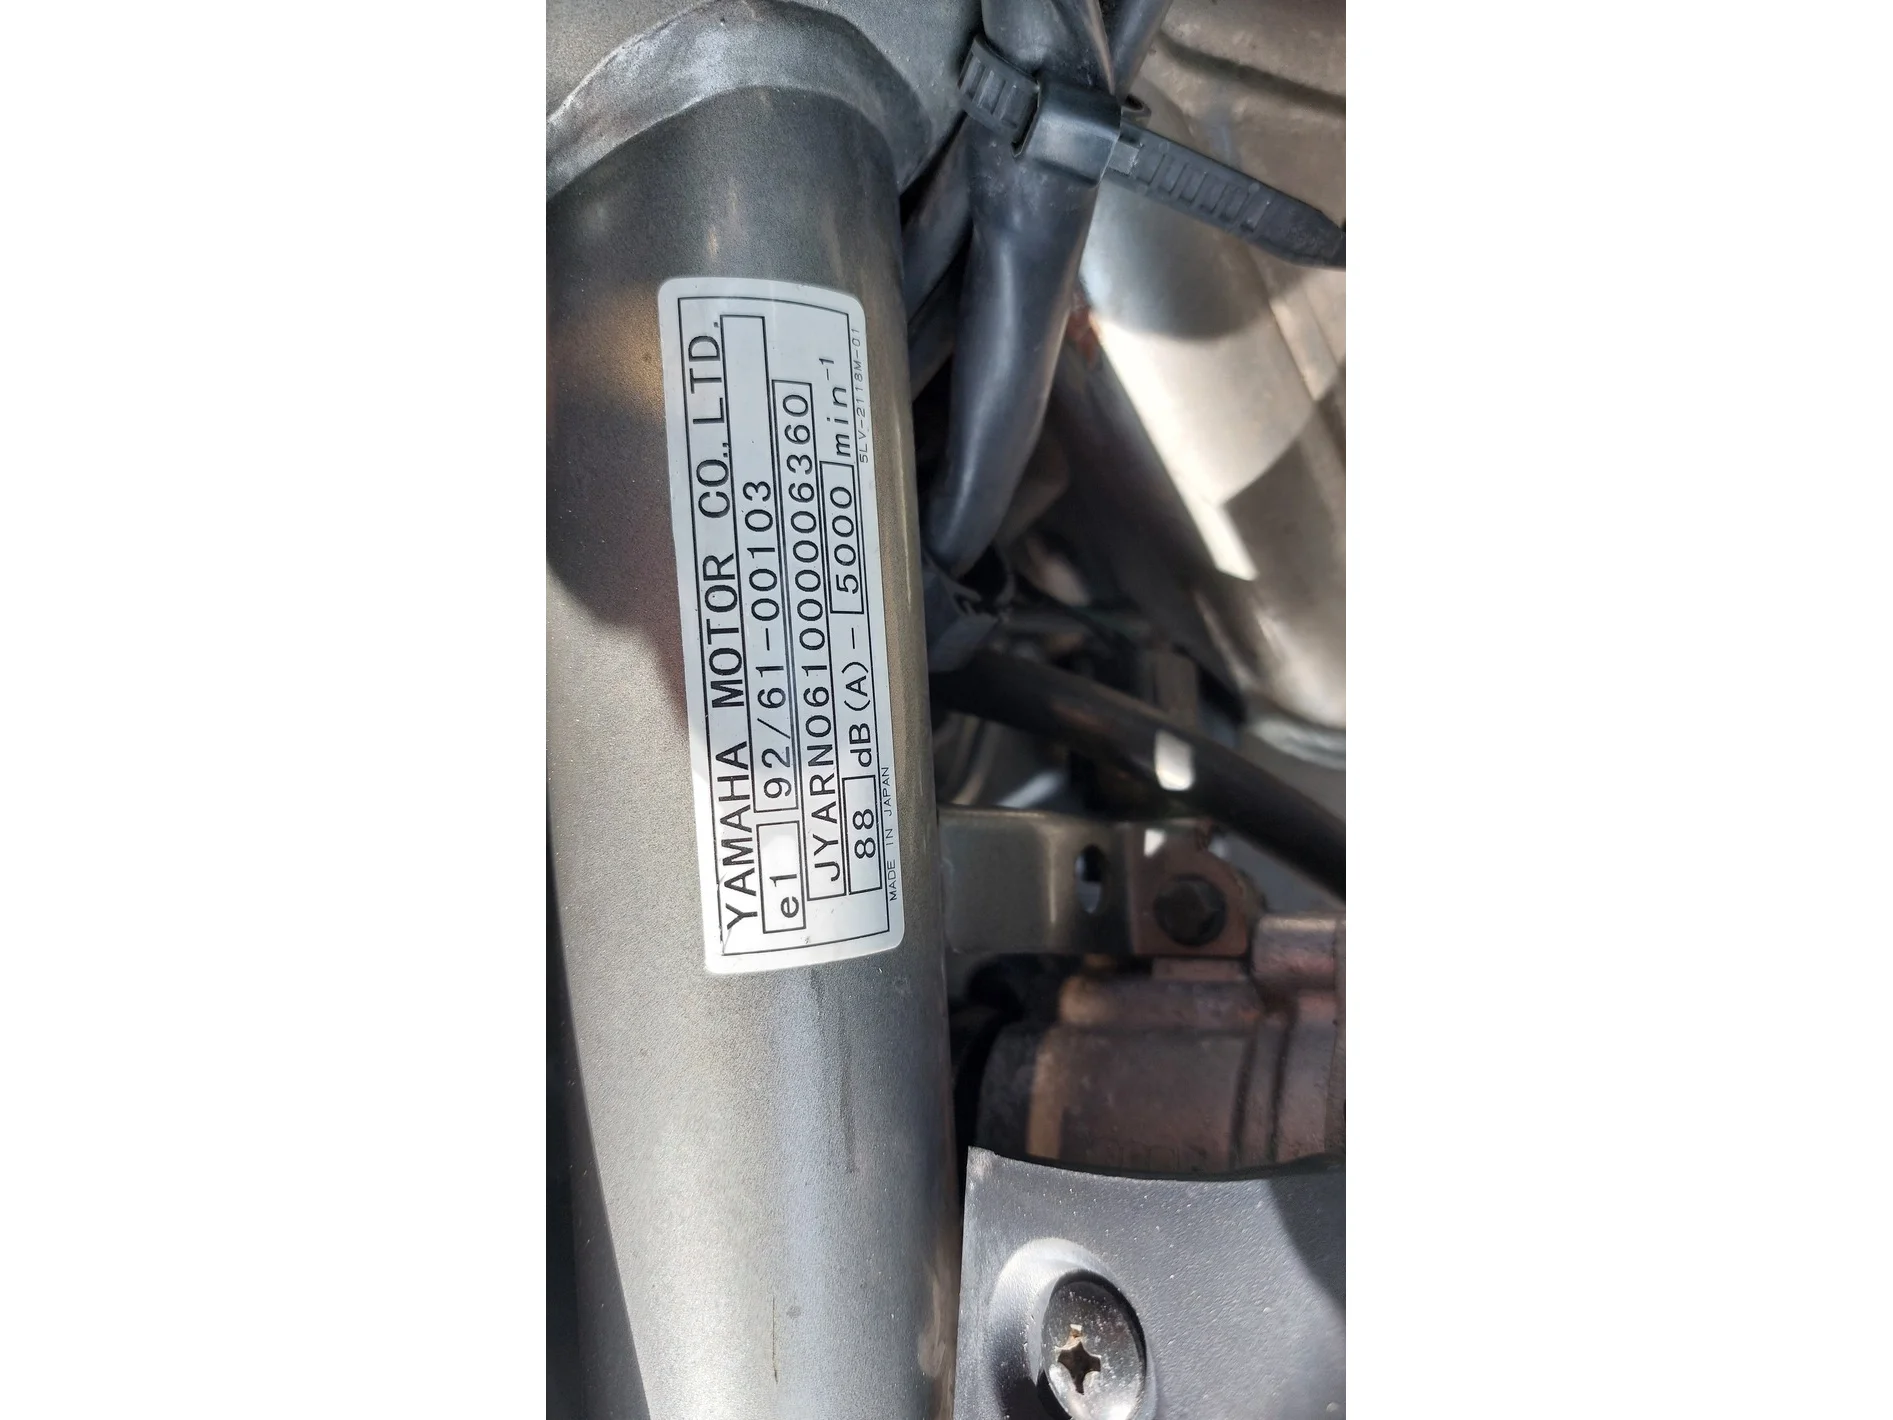 YAMAHA MOTOR CO., LTD.
e1 92/61-00103
JYARN061000006360
88 dB(A)- 5000 min⁻¹
MADE IN JAPAN 5LV-2118M-01